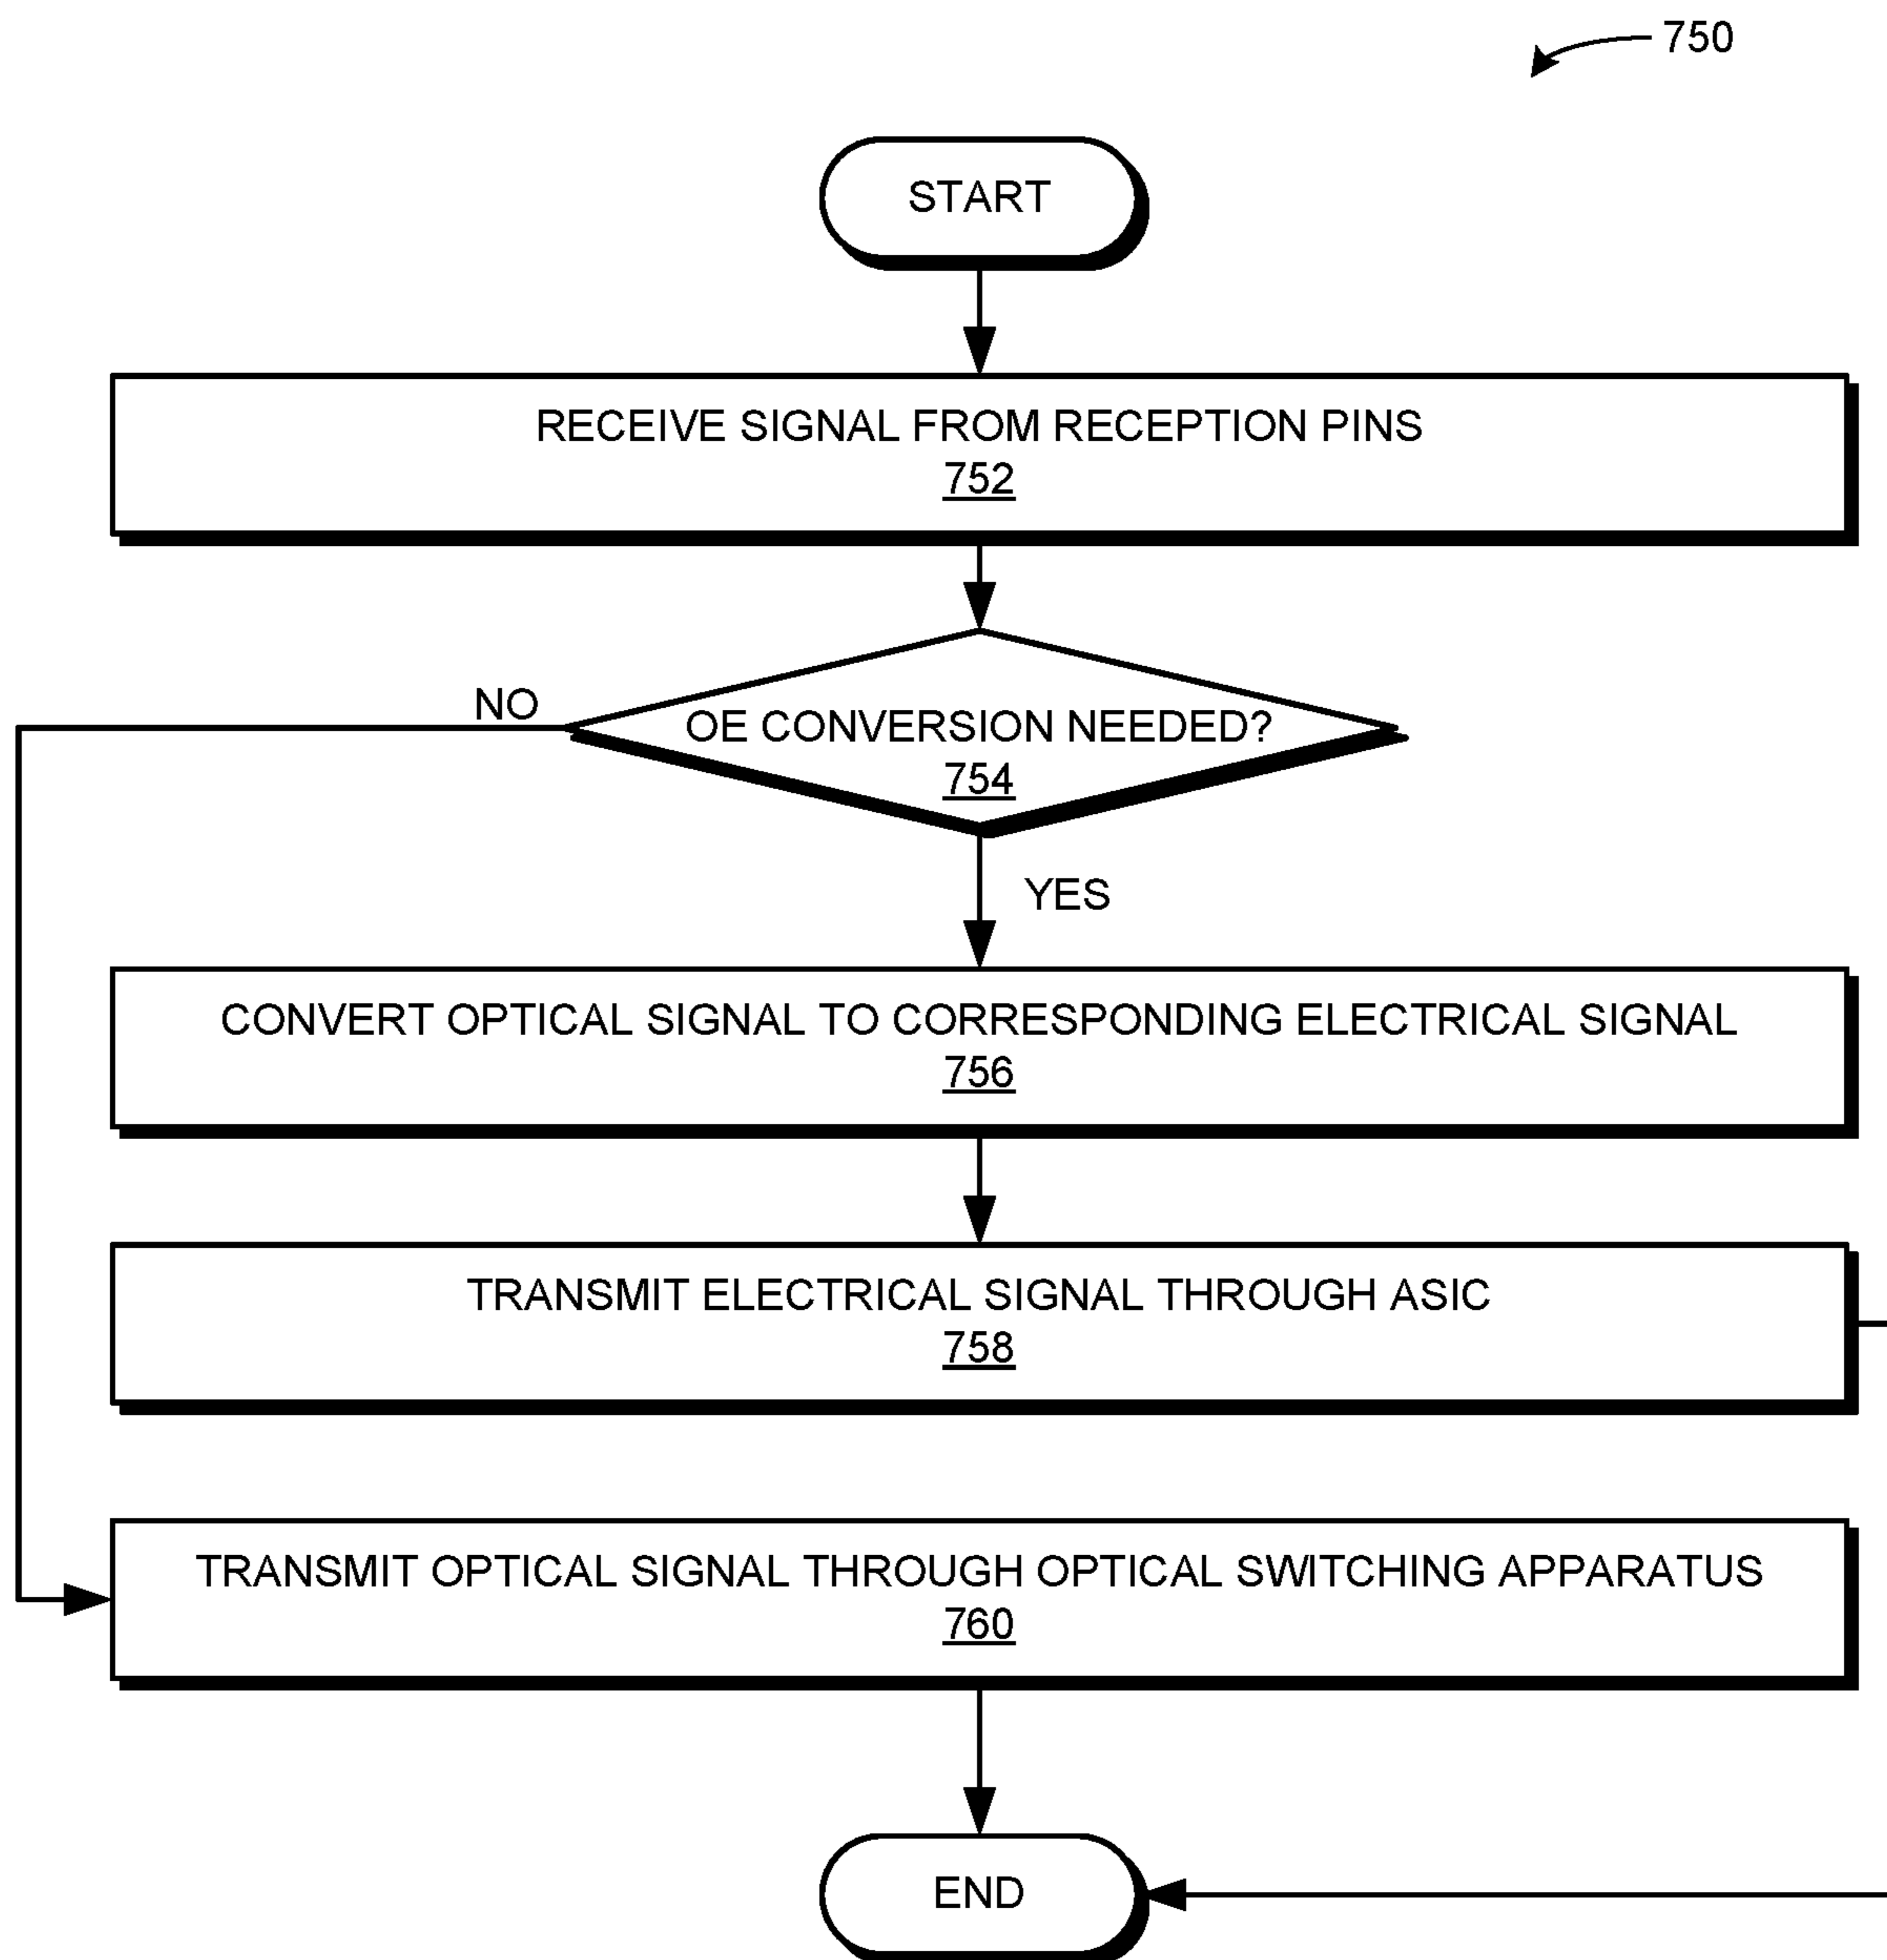 750
START
RECEIVE SIGNAL FROM RECEPTION PINS
752
NO
OE CONVERSION NEEDED?
754
YES
CONVERT OPTICAL SIGNAL TO CORRESPONDING ELECTRICAL SIGNAL
756
TRANSMIT ELECTRICAL SIGNAL THROUGH ASIC
758
TRANSMIT OPTICAL SIGNAL THROUGH OPTICAL SWITCHING APPARATUS
760
END